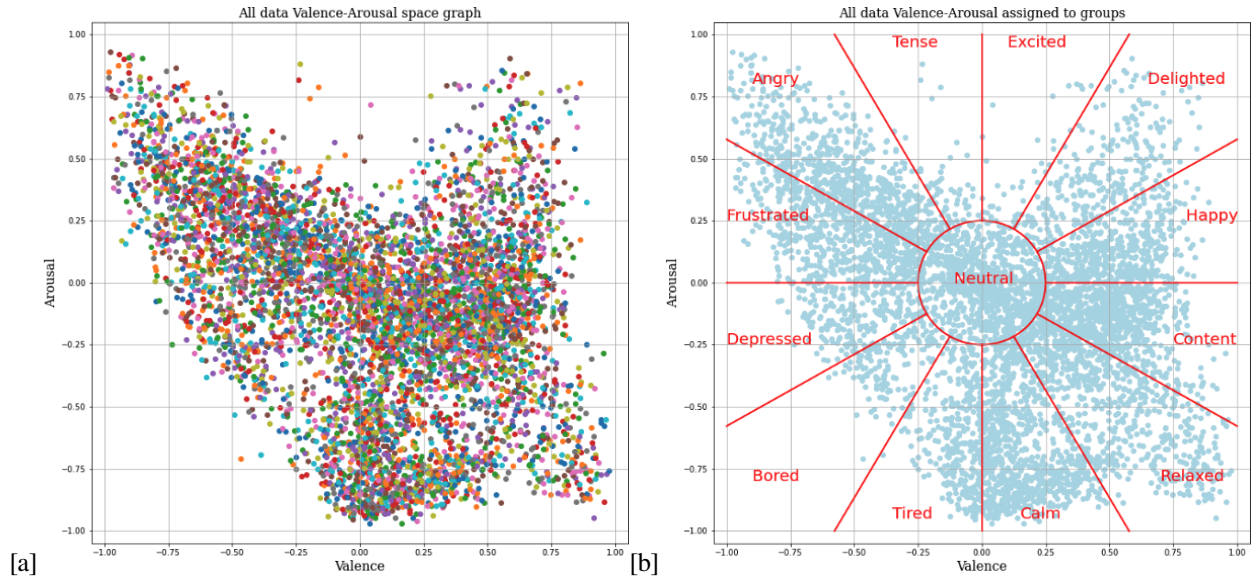 All data Valence-Arousal space graph
1.00
0.75
0.50
0.25
0.00
−0.25
−0.50
−0.75
−1.00
Arousal
−1.00 −0.75 −0.50 −0.25 0.00 0.25 0.50 0.75 1.00
Valence
[a]
All data Valence-Arousal assigned to groups
1.00
0.75
0.50
0.25
0.00
−0.25
−0.50
−0.75
−1.00
Arousal
Tense Excited
Angry Delighted
Frustrated Happy
Neutral
Depressed Content
Bored Relaxed
Tired Calm
−1.00 −0.75 −0.50 −0.25 0.00 0.25 0.50 0.75 1.00
Valence
[b]